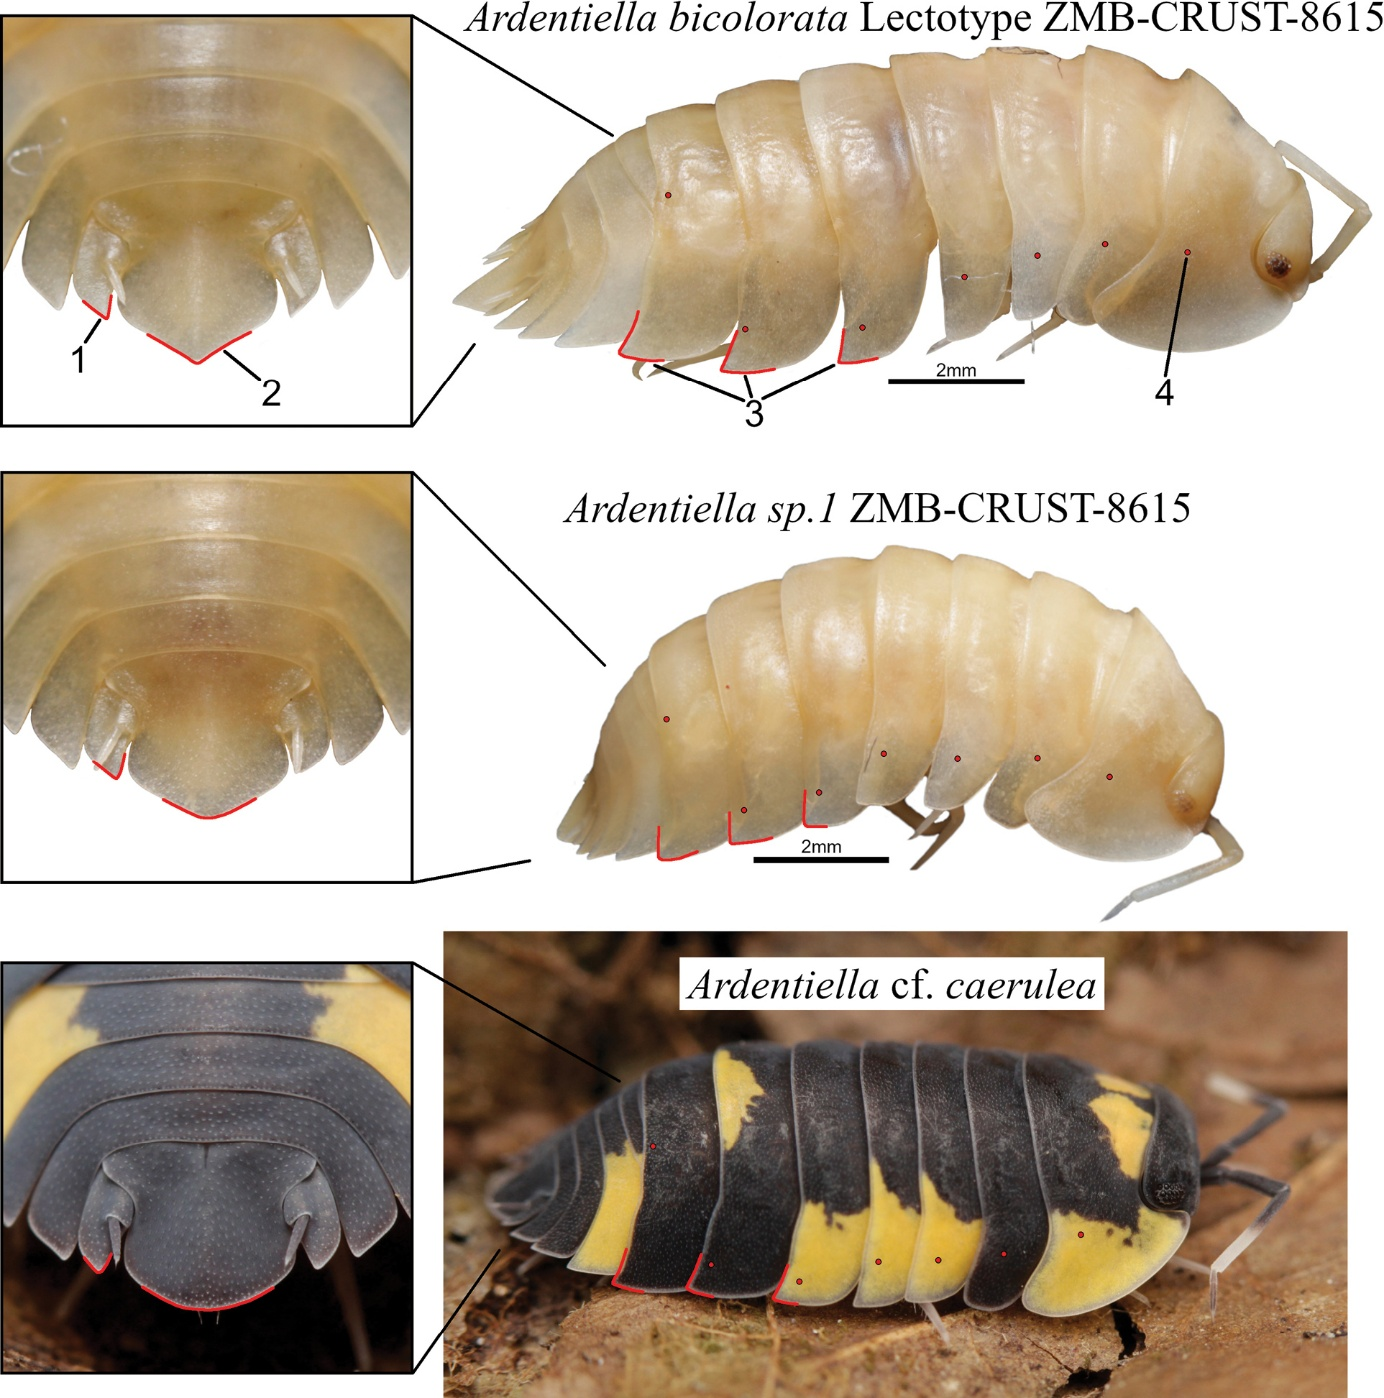 Ardentiella bicolorata Lectotype ZMB-CRUST-8615
1
2
3
2mm
4
Ardentiella sp.1 ZMB-CRUST-8615
2mm
Ardentiella cf. caerulea